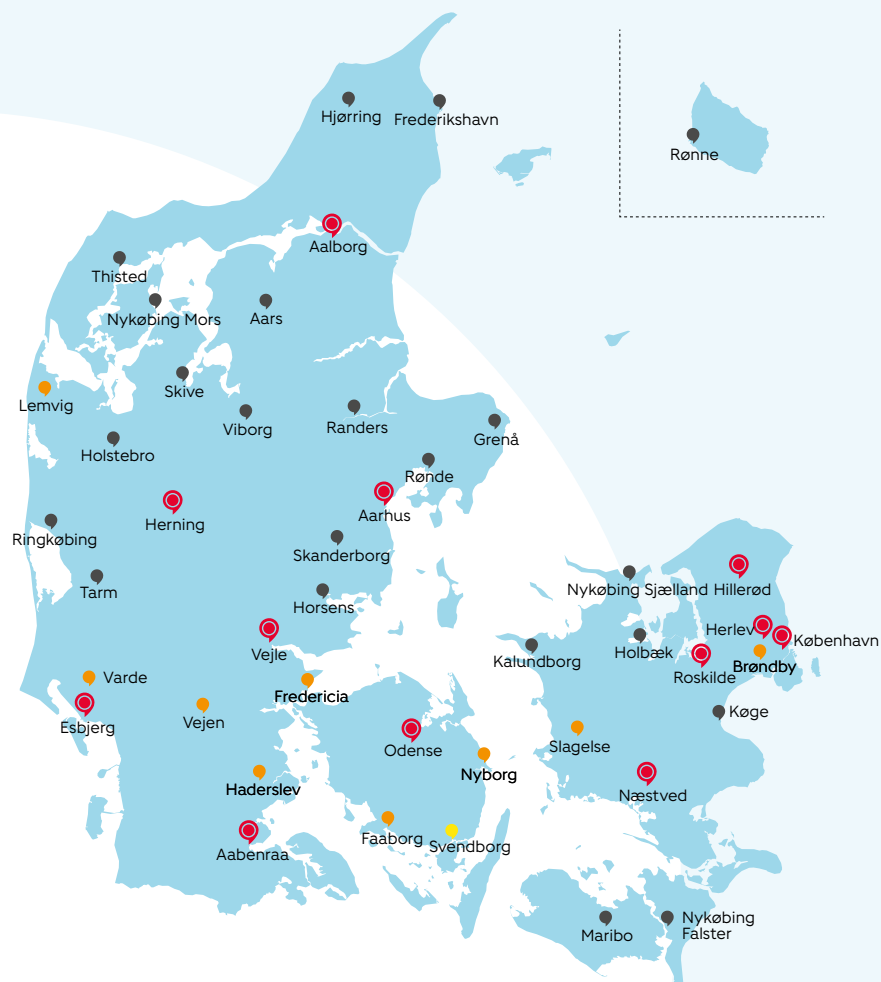 Hjørring
Frederikshavn
Rønne
Aalborg
Thisted
Nykøbing Mors
Aars
Skive
Lemvig
Viborg
Randers
Grenå
Holstebro
Rønde
Herning
Aarhus
Ringkøbing
Skanderborg
Tarm
Horsens
Nykøbing Sjælland
Hillerød
Vejle
Kalundborg
Holbæk
Herlev
København
Roskilde
Brøndby
Varde
Fredericia
Esbjerg
Vejen
Odense
Slagelse
Køge
Nyborg
Haderslev
Næstved
Faaborg
Svendborg
Aabenraa
Maribo
Nykøbing
Falster